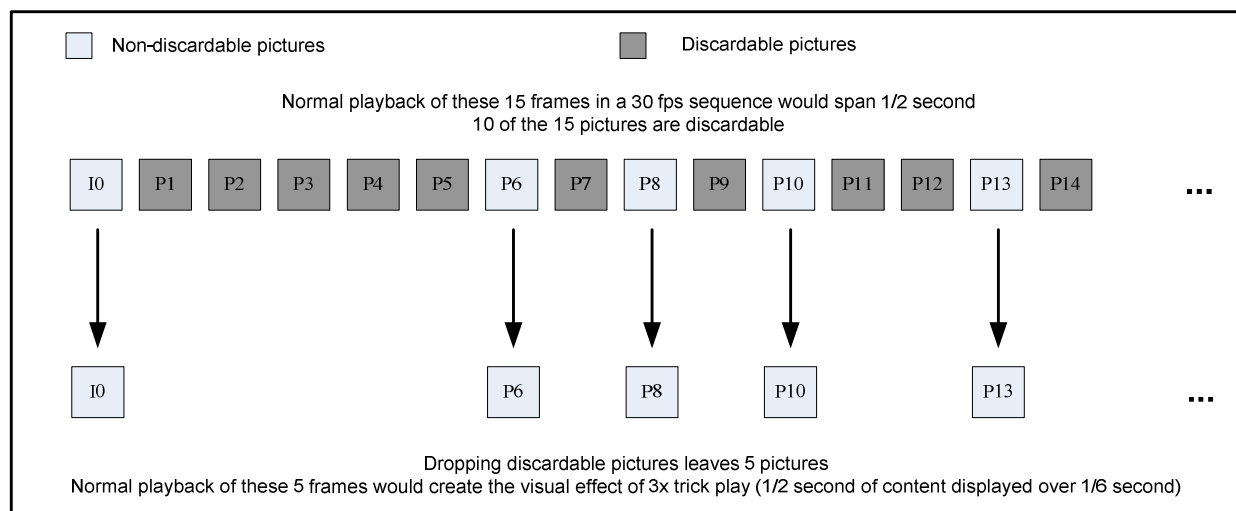 Non-discardable pictures
Discardable pictures
Normal playback of these 15 frames in a 30 fps sequence would span 1/2 second
10 of the 15 pictures are discardable
I0 P1 P2 P3 P4 P5 P6 P7 P8 P9 P10 P11 P12 P13 P14 ...
I0 P6 P8 P10 P13 ...
Dropping discardable pictures leaves 5 pictures
Normal playback of these 5 frames would create the visual effect of 3x trick play (1/2 second of content displayed over 1/6 second)